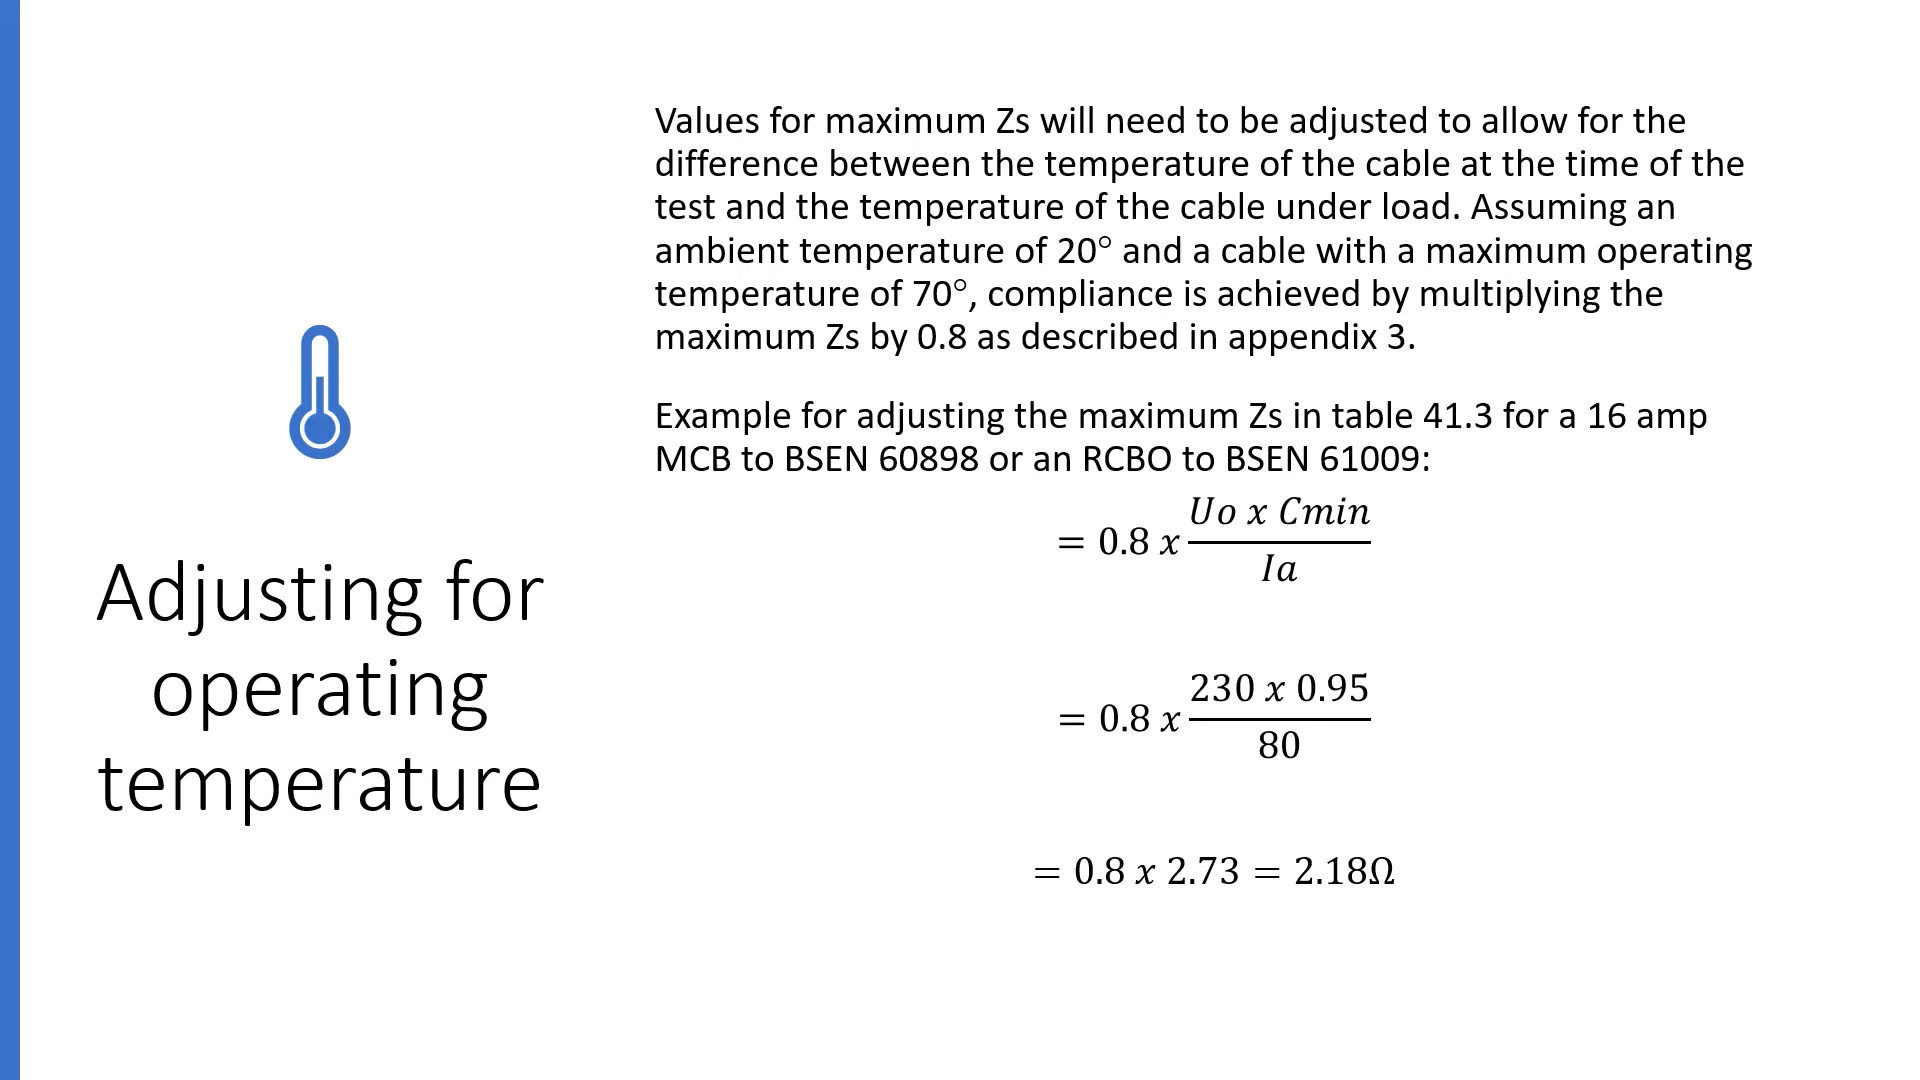 Adjusting for
operating
temperature
Values for maximum Zs will need to be adjusted to allow for the
difference between the temperature of the cable at the time of the
test and the temperature of the cable under load. Assuming an
ambient temperature of 20° and a cable with a maximum operating
temperature of 70°, compliance is achieved by multiplying the
maximum Zs by 0.8 as described in appendix 3.
Example for adjusting the maximum Zs in table 41.3 for a 16 amp
MCB to BSEN 60898 or an RCBO to BSEN 61009:
Uo x Cmin
= 0.8 x
Ia
230 x 0.95
= 0.8 x
80
= 0.8 x 2.73 = 2.18Ω